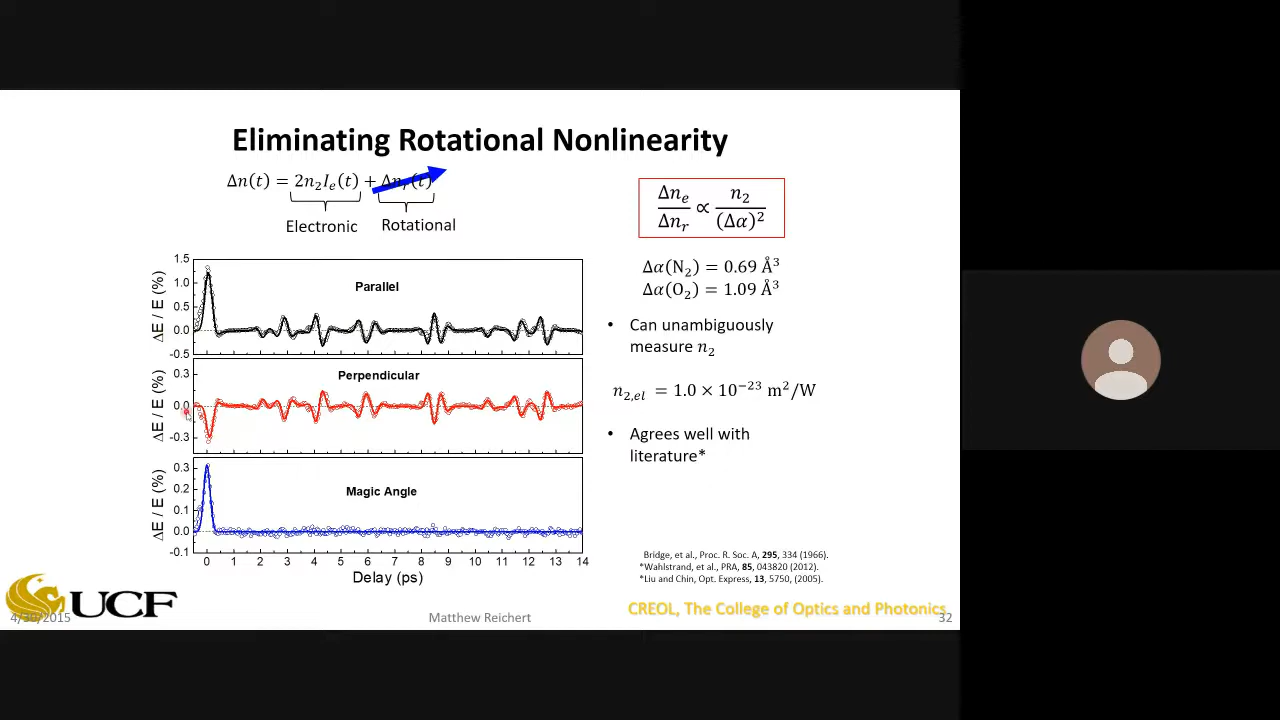 Eliminating Rotational Nonlinearity
Δn(t) = 2n₂Iₑ(t) + Δnᵣ(t)
Electronic
Rotational
Δnₑ/Δnᵣ ∝ n₂/(Δα)²
Δα(N₂) = 0.69 Å³
Δα(O₂) = 1.09 Å³
• Can unambiguously
measure n₂
n₂,el = 1.0 × 10⁻²³ m²/W
• Agrees well with
literature*
1.5
1.0
0.5
0.0
-0.5
ΔE / E (%)
Parallel
0.3
0.0
-0.3
ΔE / E (%)
Perpendicular
0.3
0.2
0.1
0.0
-0.1
ΔE / E (%)
Magic Angle
0 1 2 3 4 5 6 7 8 9 10 11 12 13 14
Delay (ps)
Bridge, et al., Proc. R. Soc. A, 295, 334 (1966).
*Wahlstrand, et al., PRA, 85, 043820 (2012).
*Liu and Chin, Opt. Express, 13, 5750, (2005).
UCF
CREOL, The College of Optics and Photonics
4/30/2015
Matthew Reichert
32